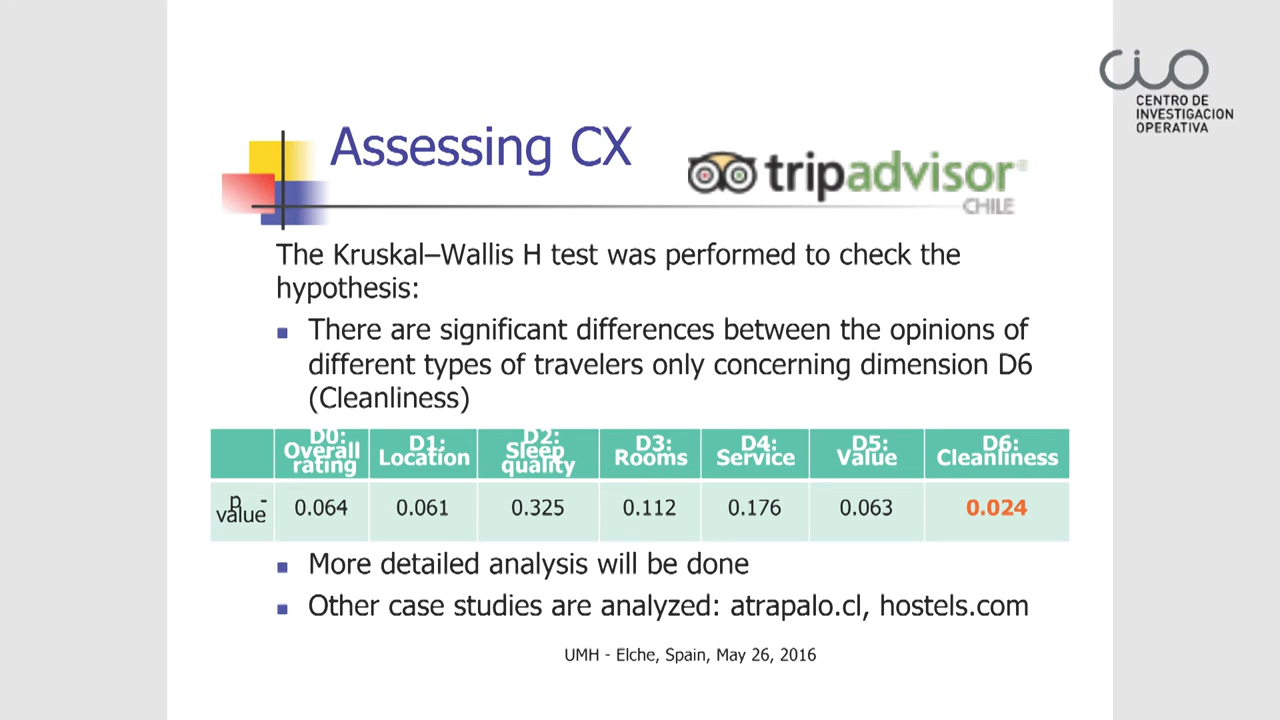 CIO
CENTRO DE
INVESTIGACION
OPERATIVA
Assessing CX
tripadvisor®
CHILE
The Kruskal–Wallis H test was performed to check the
hypothesis:
There are significant differences between the opinions of
different types of travelers only concerning dimension D6
(Cleanliness)
D0: Overall rating D1: Location D2: Sleep quality D3: Rooms D4: Service D5: Value D6: Cleanliness
p - value 0.064 0.061 0.325 0.112 0.176 0.063 0.024
More detailed analysis will be done
Other case studies are analyzed: atrapalo.cl, hostels.com
UMH - Elche, Spain, May 26, 2016